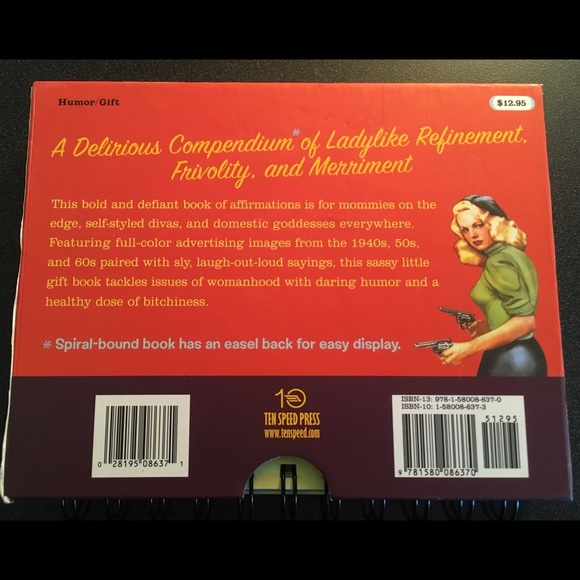 Humor/Gift
$12.95
A Delirious Compendium* of Ladylike Refinement,
Frivolity, and Merriment
This bold and defiant book of affirmations is for mommies on the
edge, self-styled divas, and domestic goddesses everywhere.
Featuring full-color advertising images from the 1940s, 50s,
and 60s paired with sly, laugh-out-loud sayings, this sassy little
gift book tackles issues of womanhood with daring humor and a
healthy dose of bitchiness.
* Spiral-bound book has an easel back for easy display.
10
TEN SPEED PRESS
www.tenspeed.com
0 28195 08637 1
ISBN-13: 978-1-58008-637-0
ISBN-10: 1-58008-637-3
51295
9 781580 086370